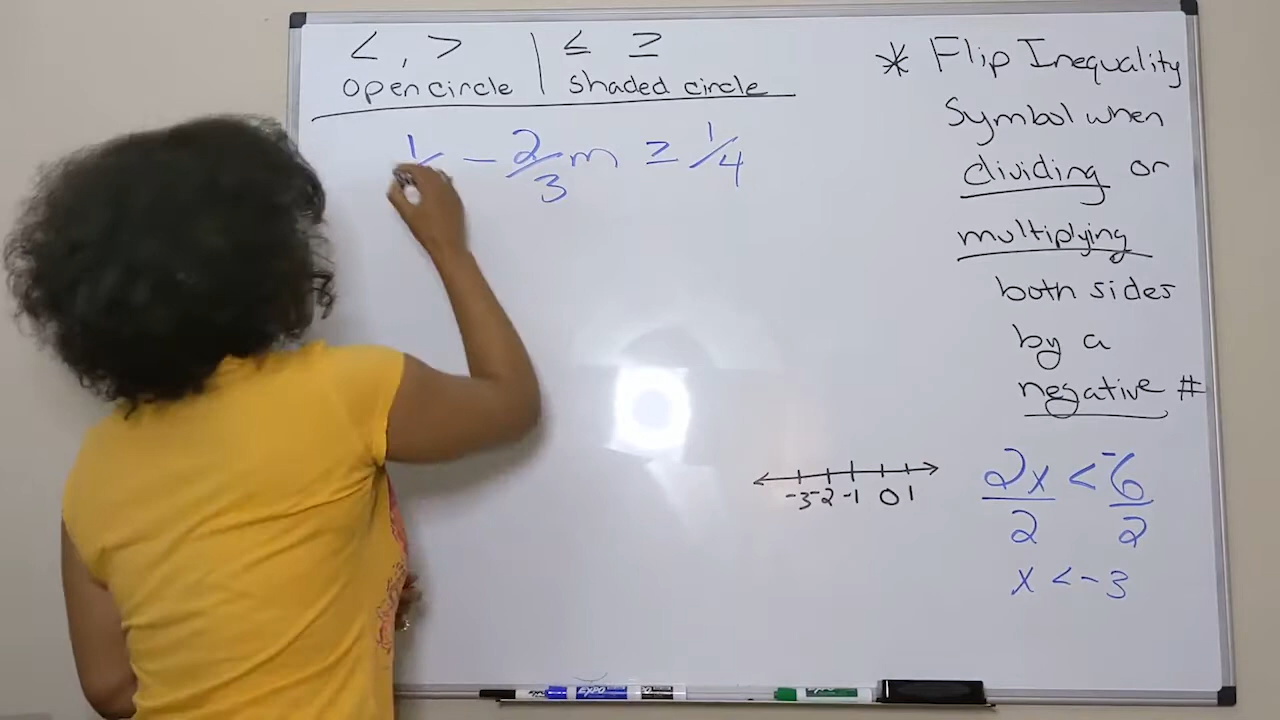 < , > | ≤ ≥
open circle | shaded circle
1/ - 2/3 m ≥ 1/4
* Flip Inequality
Symbol when
dividing or
multiplying
both sides
by a
negative #
-3 -2 -1 0 1
2x < -6
2 2
x < -3
EXPO